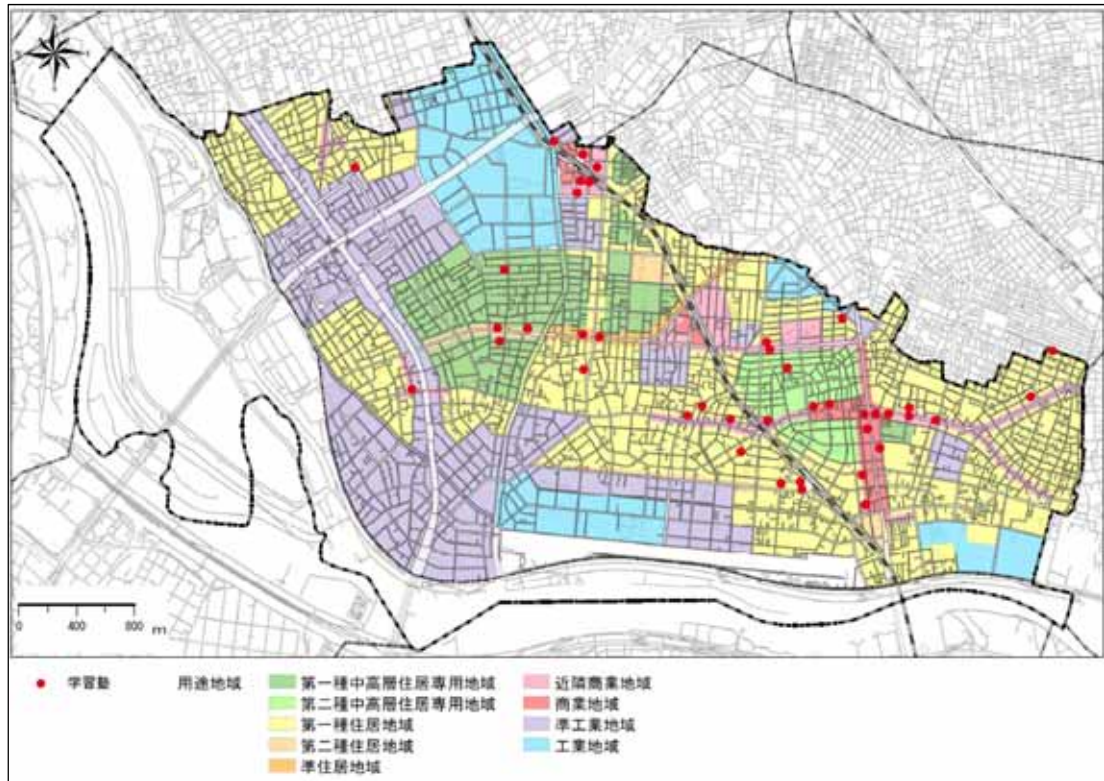 0 400 800 m
学習塾
用途地域
第一種中高層住居専用地域
第二種中高層住居専用地域
第一種住居地域
第二種住居地域
準住居地域
近隣商業地域
商業地域
準工業地域
工業地域